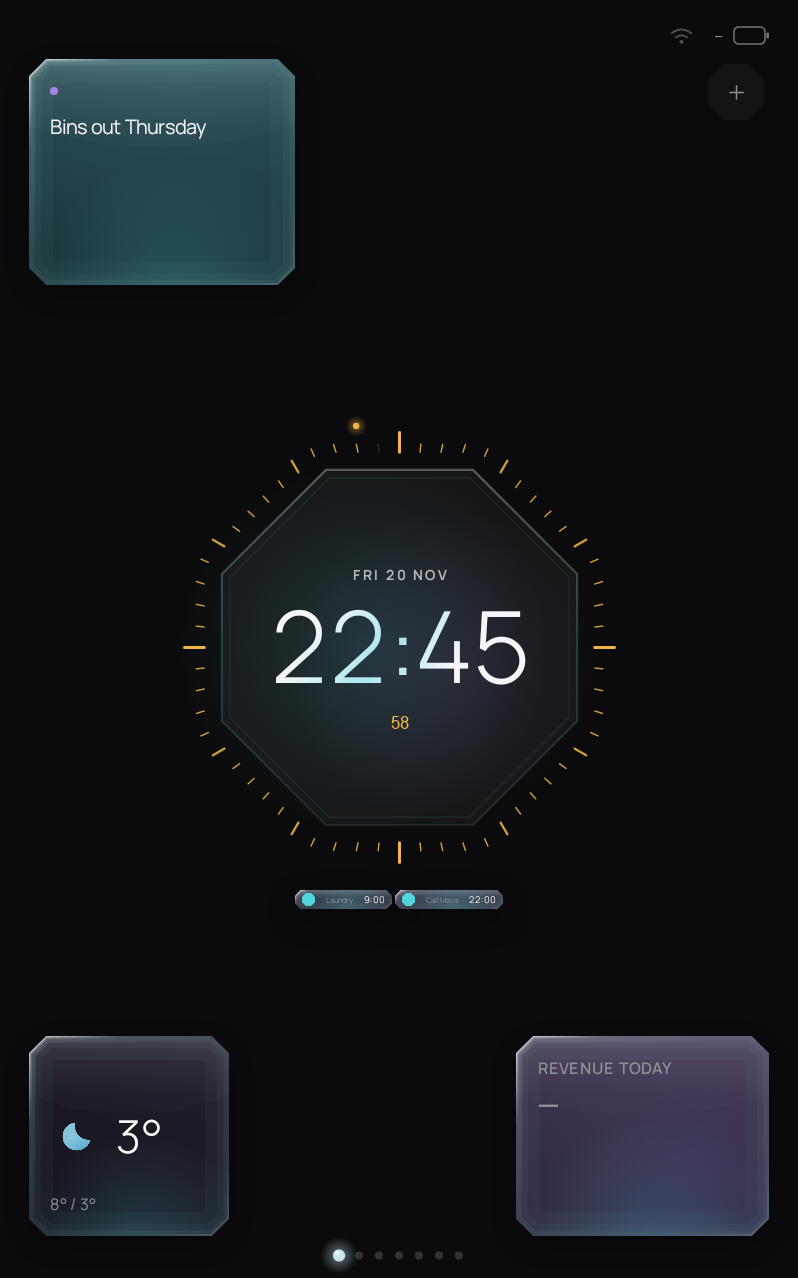 –
Bins out Thursday
+
FRI 20 NOV
22:45
58
Laundry 9:00
Call Maya 22:00
3°
8° / 3°
REVENUE TODAY
—